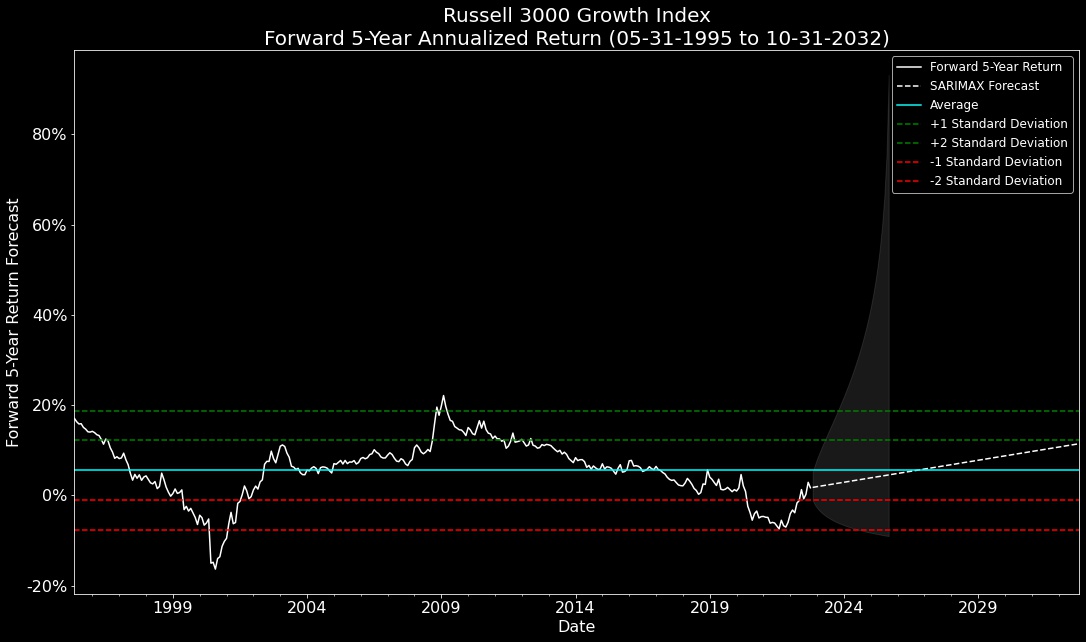 Russell 3000 Growth Index
Forward 5-Year Annualized Return (05-31-1995 to 10-31-2032)
Forward 5-Year Return
SARIMAX Forecast
Average
+1 Standard Deviation
+2 Standard Deviation
-1 Standard Deviation
-2 Standard Deviation
Forward 5-Year Return Forecast
80%
60%
40%
20%
0%
-20%
1999
2004
2009
2014
2019
2024
2029
Date